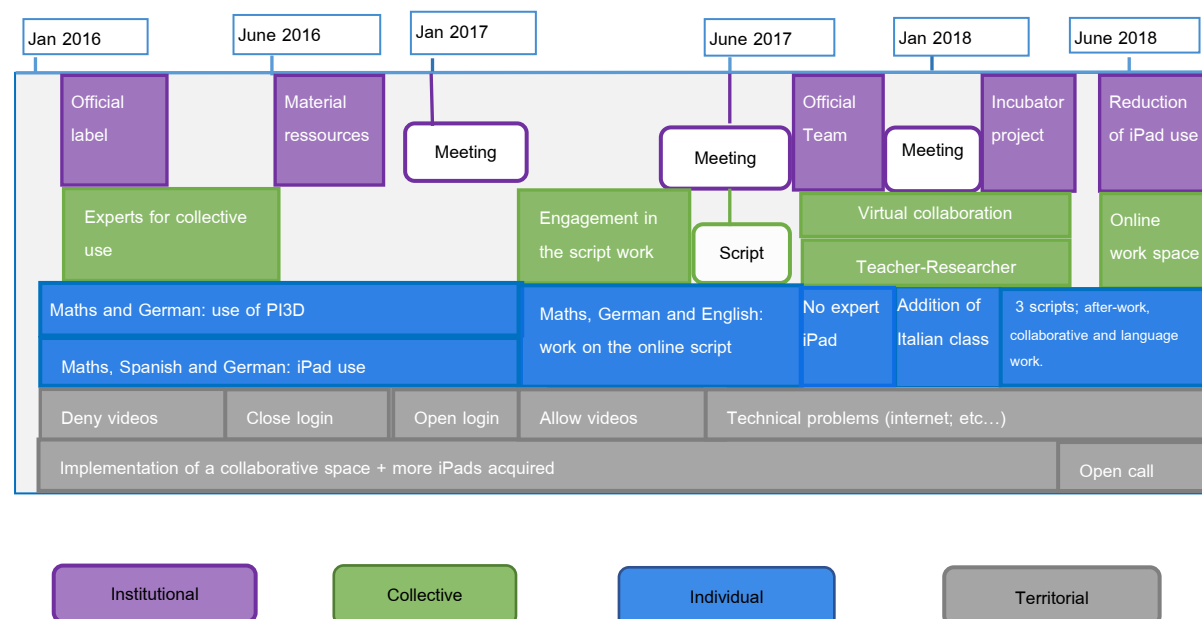 Jan 2016
June 2016
Jan 2017
June 2017
Jan 2018
June 2018
Official
label
Material
ressources
Meeting
Meeting
Official
Team
Meeting
Incubator
project
Reduction
of iPad use
Experts for collective
use
Engagement in
the script work
Script
Virtual collaboration
Teacher-Researcher
Online
work space
Maths and German: use of PI3D
Maths, Spanish and German: iPad use
Maths, German and English:
work on the online script
No expert
iPad
Addition of
Italian class
3 scripts; after-work,
collaborative and language
work.
Deny videos
Close login
Open login
Allow videos
Technical problems (internet; etc…)
Implementation of a collaborative space + more iPads acquired
Open call
Institutional
Collective
Individual
Territorial